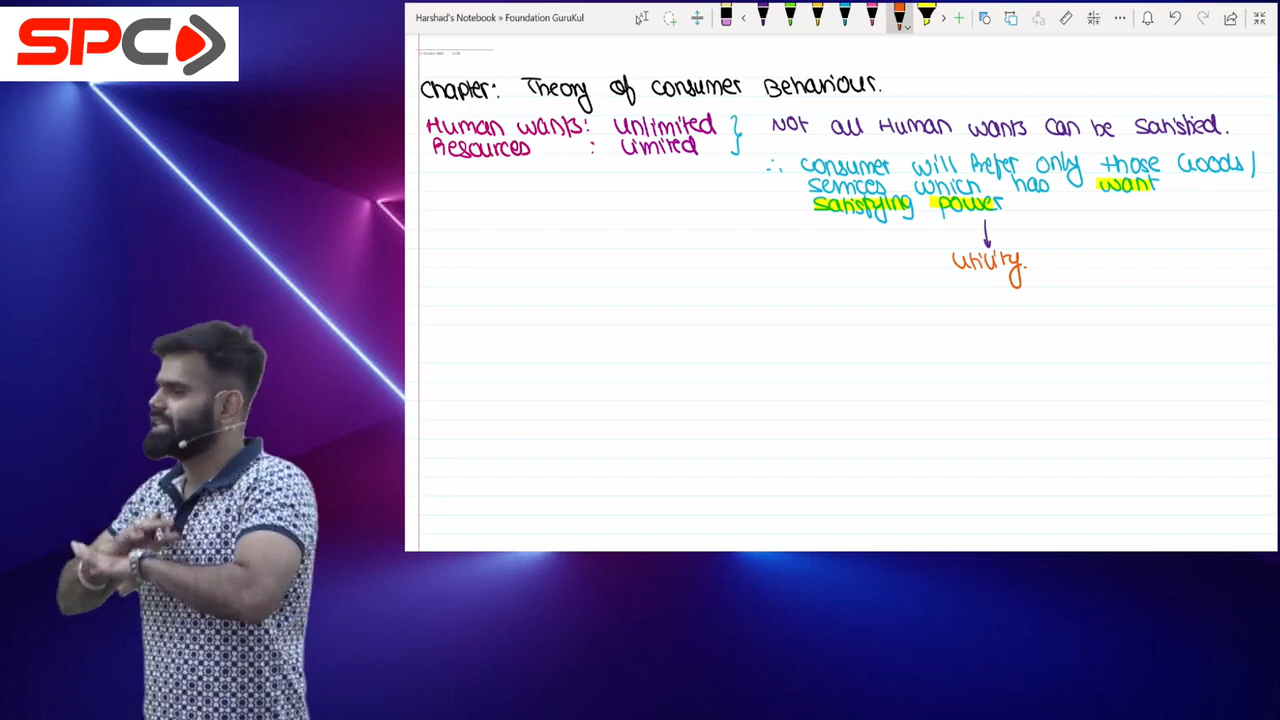 SPC
Harshad's Notebook » Foundation GuruKul
Chapter: Theory of Consumer Behaviour.
Human wants: Unlimited
Resources : Limited
Not all Human wants can be satisfied.
∴ Consumer will Prefer only those Goods/
services which has want
satisfying power
Utility.